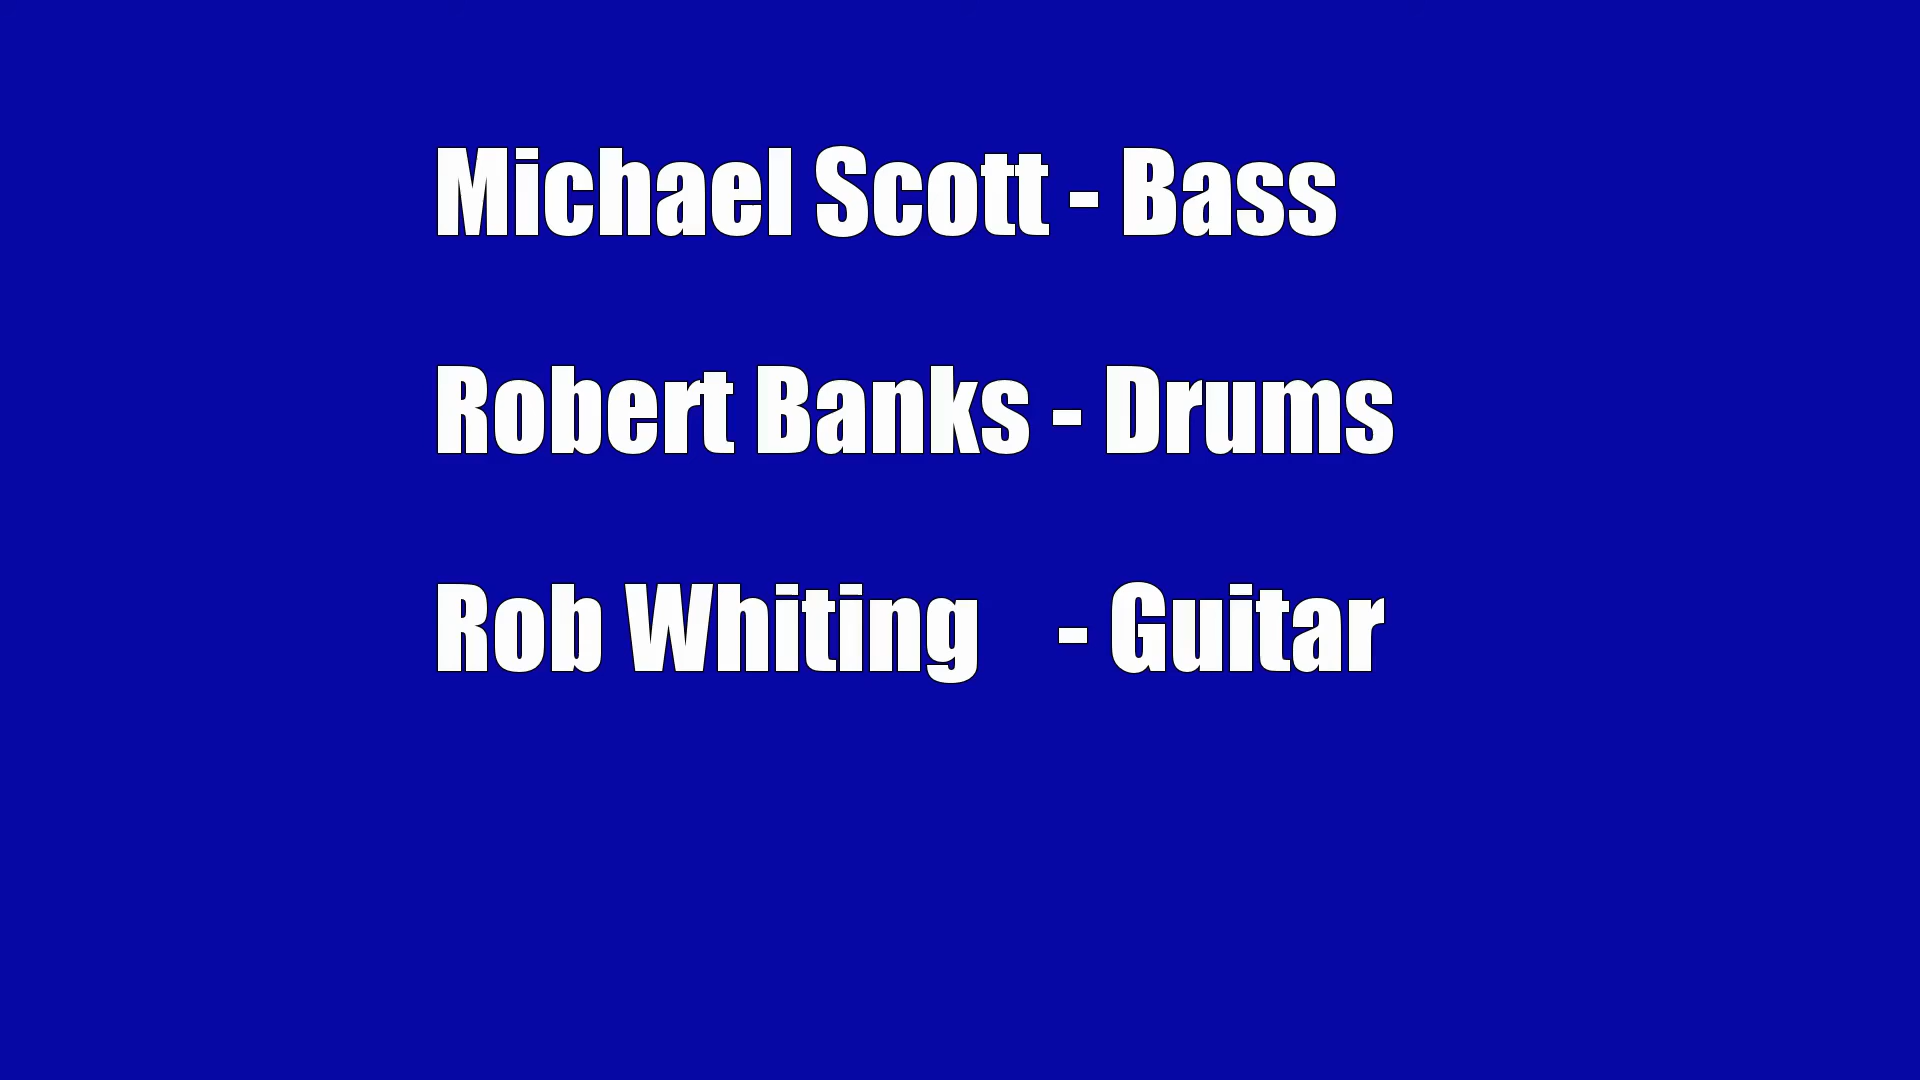 Michael Scott - Bass
Robert Banks - Drums
Rob Whiting - Guitar